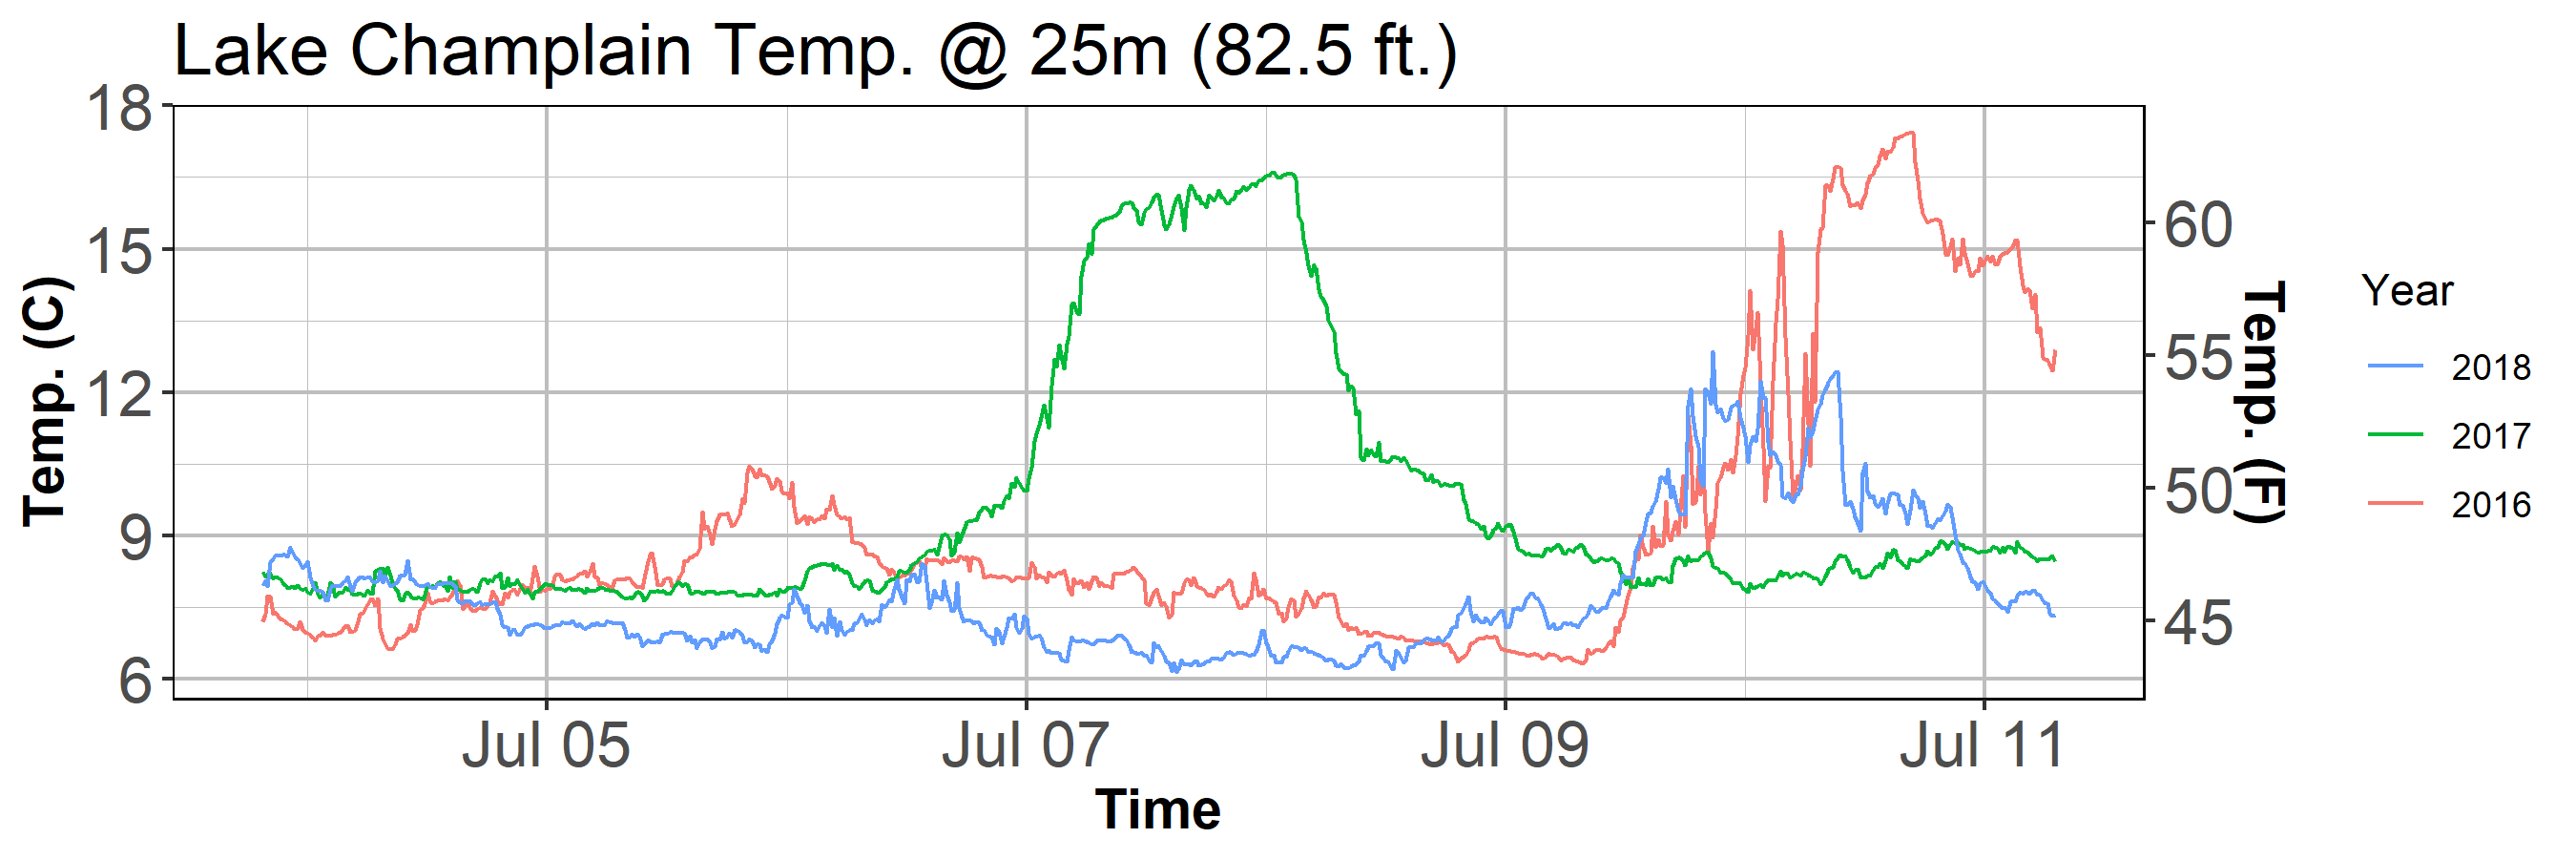 Lake Champlain Temp. @ 25m (82.5 ft.)
18
15
12
9
6
Temp. (C)
60
55
50
45
Temp. (F)
Jul 05
Jul 07
Jul 09
Jul 11
Time
Year
2018
2017
2016